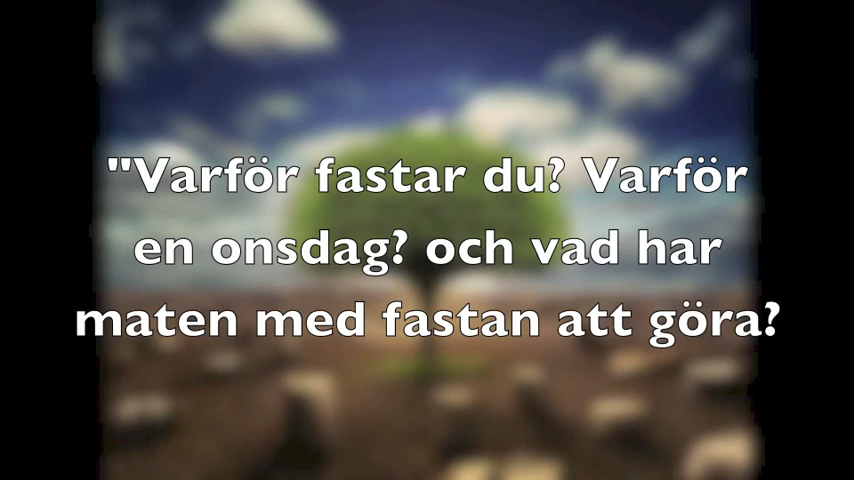 "Varför fastar du? Varför
en onsdag? och vad har
maten med fastan att göra?